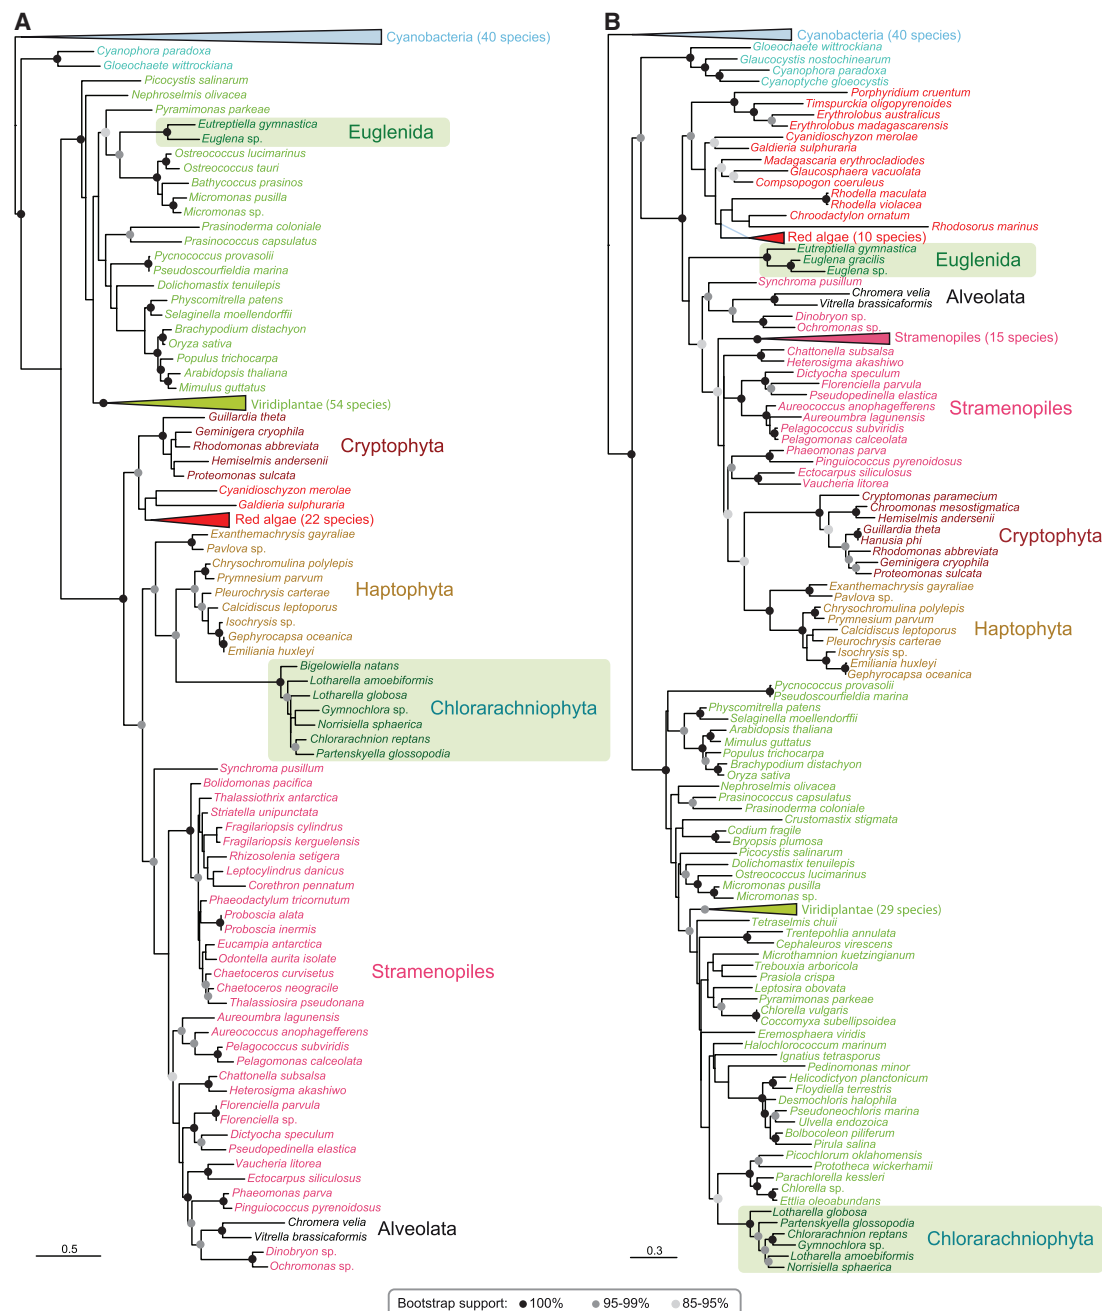 A
Cyanobacteria (40 species)
Cyanophora paradoxa
Gloeochaete wittrockiana
Picocystis salinarum
Nephroselmis olivacea
Pyramimonas parkeae
Eutreptiella gymnastica
Euglena sp.
Euglenida
Ostreococcus lucimarinus
Ostreococcus tauri
Bathycoccus prasinos
Micromonas pusilla
Micromonas sp.
Prasinoderma coloniale
Prasinococcus capsulatus
Pycnococcus provasolii
Pseudoscourfieldia marina
Dolichomastix tenuilepis
Physcomitrella patens
Selaginella moellendorffii
Brachypodium distachyon
Oryza sativa
Populus trichocarpa
Arabidopsis thaliana
Mimulus guttatus
Viridiplantae (54 species)
Guillardia theta
Geminigera cryophila
Rhodomonas abbreviata
Hemiselmis andersenii
Proteomonas sulcata
Cryptophyta
Cyanidioschyzon merolae
Galdieria sulphuraria
Red algae (22 species)
Exanthemachrysis gayraliae
Pavlova sp.
Chrysochromulina polylepis
Prymnesium parvum
Pleurochrysis carterae
Calcidiscus leptoporus
Isochrysis sp.
Gephyrocapsa oceanica
Emiliania huxleyi
Haptophyta
Bigelowiella natans
Lotharella amoebiformis
Lotharella globosa
Gymnochlora sp.
Norrisiella sphaerica
Chlorarachnion reptans
Partenskyella glossopodia
Chlorarachniophyta
Synchroma pusillum
Bolidomonas pacifica
Thalassiothrix antarctica
Striatella unipunctata
Fragilariopsis cylindrus
Fragilariopsis kerguelensis
Rhizosolenia setigera
Leptocylindrus danicus
Corethron pennatum
Phaeodactylum tricornutum
Proboscia alata
Proboscia inermis
Eucampia antarctica
Odontella aurita isolate
Chaetoceros curvisetus
Chaetoceros neogracile
Thalassiosira pseudonana
Stramenopiles
Aureoumbra lagunensis
Aureococcus anophagefferens
Pelagococcus subviridis
Pelagomonas calceolata
Chattonella subsalsa
Heterosigma akashiwo
Florenciella parvula
Florenciella sp.
Dictyocha speculum
Pseudopedinella elastica
Vaucheria litorea
Ectocarpus siliculosus
Phaeomonas parva
Pinguiococcus pyrenoidosus
Chromera velia
Vitrella brassicaformis
Alveolata
Dinobryon sp.
Ochromonas sp.
0.5
B
Cyanobacteria (40 species)
Gloeochaete wittrockiana
Glaucocystis nostochinearum
Cyanophora paradoxa
Cyanoptyche gloeocystis
Porphyridium cruentum
Timspurckia oligopyrenoides
Erythrolobus australicus
Erythrolobus madagascarensis
Cyanidioschyzon merolae
Galdieria sulphuraria
Madagascaria erythrocladiodes
Glaucosphaera vacuolata
Compsopogon coeruleus
Rhodella maculata
Rhodella violacea
Chroodactylon ornatum
Rhodosorus marinus
Red algae (10 species)
Eutreptiella gymnastica
Euglena gracilis
Euglena sp.
Euglenida
Synchroma pusillum
Chromera velia
Vitrella brassicaformis
Alveolata
Dinobryon sp.
Ochromonas sp.
Stramenopiles (15 species)
Chattonella subsalsa
Heterosigma akashiwo
Dictyocha speculum
Florenciella parvula
Pseudopedinella elastica
Aureococcus anophagefferens
Aureoumbra lagunensis
Pelagococcus subviridis
Pelagomonas calceolata
Stramenopiles
Phaeomonas parva
Pinguiococcus pyrenoidosus
Ectocarpus siliculosus
Vaucheria litorea
Cryptomonas paramecium
Chroomonas mesostigmatica
Hemiselmis andersenii
Guillardia theta
Hanusia phi
Rhodomonas abbreviata
Geminigera cryophila
Proteomonas sulcata
Cryptophyta
Exanthemachrysis gayraliae
Pavlova sp.
Chrysochromulina polylepis
Prymnesium parvum
Calcidiscus leptoporus
Pleurochrysis carterae
Isochrysis sp.
Emiliania huxleyi
Gephyrocapsa oceanica
Haptophyta
Pycnococcus provasolii
Pseudoscourfieldia marina
Physcomitrella patens
Selaginella moellendorffii
Arabidopsis thaliana
Mimulus guttatus
Populus trichocarpa
Brachypodium distachyon
Oryza sativa
Nephroselmis olivacea
Prasinococcus capsulatus
Prasinoderma coloniale
Crustomastix stigmata
Codium fragile
Bryopsis plumosa
Picocystis salinarum
Dolichomastix tenuilepis
Ostreococcus lucimarinus
Micromonas pusilla
Micromonas sp.
Viridiplantae (29 species)
Tetraselmis chuii
Trentepohlia annulata
Cephaleuros virescens
Microthamnion kuetzingianum
Trebouxia arboricola
Prasiola crispa
Leptosira obovata
Pyramimonas parkeae
Chlorella vulgaris
Coccomyxa subellipsoidea
Eremosphaera viridis
Halochlorococcum marinum
Ignatius tetrasporus
Pedinomonas minor
Helicodictyon planctonicum
Floydiella terrestris
Desmochloris halophila
Pseudoneochloris marina
Ulvella endozoica
Bolbocoleon piliferum
Pirula salina
Picochlorum oklahomensis
Prototheca wickerhamii
Parachlorella kessleri
Chlorella sp.
Ettlia oleoabundans
Lotharella globosa
Partenskyella glossopodia
Chlorarachnion reptans
Gymnochlora sp.
Lotharella amoebiformis
Norrisiella sphaerica
Chlorarachniophyta
0.3
Bootstrap support: 100% 95-99% 85-95%